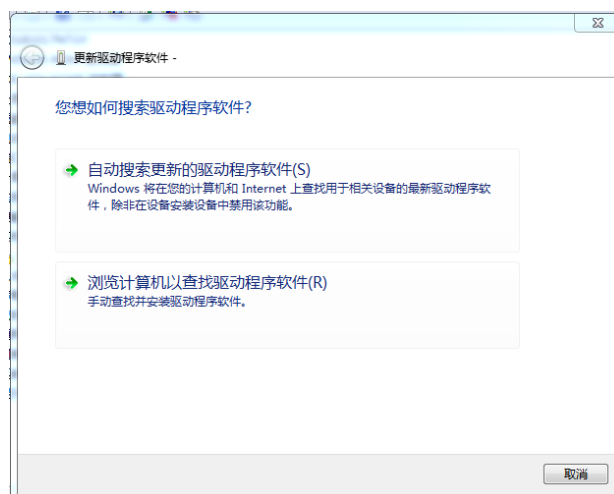 更新驱动程序软件 -
您想如何搜索驱动程序软件?
自动搜索更新的驱动程序软件(S)
Windows 将在您的计算机和 Internet 上查找用于相关设备的最新驱动程序软
件，除非在设备安装设备中禁用该功能。
浏览计算机以查找驱动程序软件(R)
手动查找并安装驱动程序软件。
取消